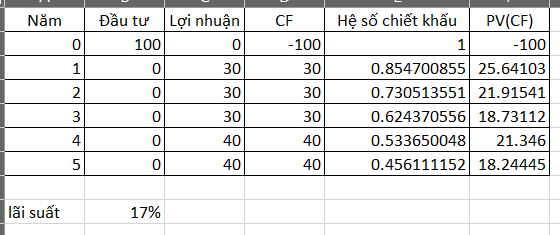 Năm Đầu tư Lợi nhuận CF Hệ số chiết khấu PV(CF)
0 100 0 -100 1 -100
1 0 30 30 0.854700855 25.64103
2 0 30 30 0.730513551 21.91541
3 0 30 30 0.624370556 18.73112
4 0 40 40 0.533650048 21.346
5 0 40 40 0.456111152 18.24445
lãi suất 17%